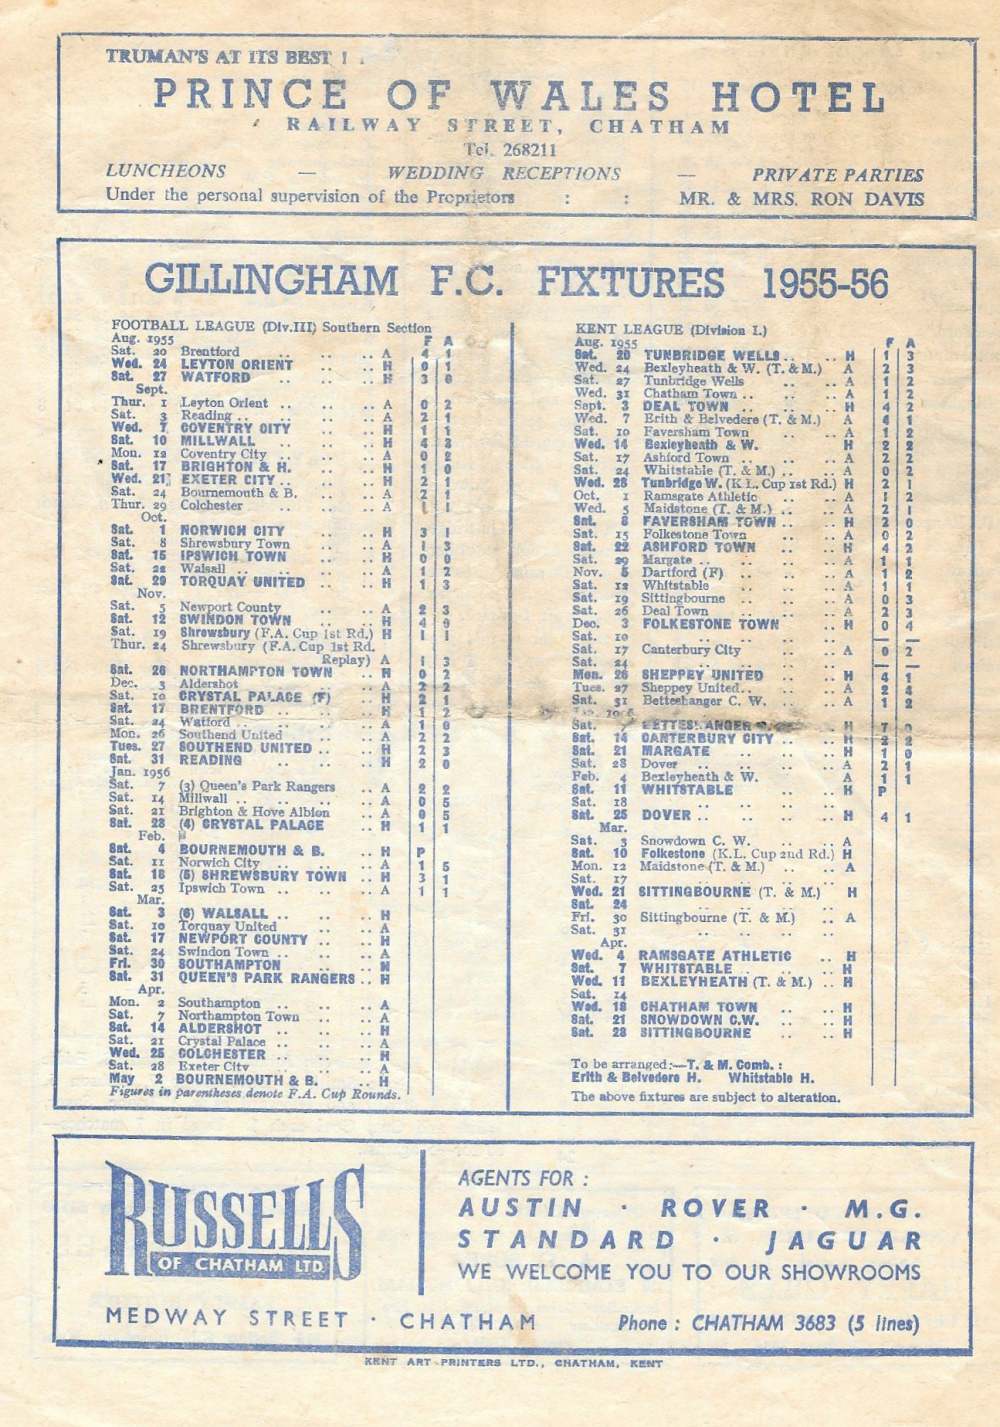 TRUMAN'S AT ITS BEST !
PRINCE OF WALES HOTEL
RAILWAY STREET, CHATHAM
Tel. 268211
LUNCHEONS — WEDDING RECEPTIONS — PRIVATE PARTIES
Under the personal supervision of the Proprietors : : MR. & MRS. RON DAVIS
GILLINGHAM F.C. FIXTURES 1955-56
FOOTBALL LEAGUE (Div.III) Southern Section
Aug. 1955 F A
Sat. 20 Brentford .. .. .. A 4 1
Wed. 24 LEYTON ORIENT .. .. H 0 1
Sat. 27 WATFORD .. .. .. H 3 0
Sept.
Thur. 1 Leyton Orient .. .. .. A 0 2
Sat. 3 Reading .. .. .. .. A 2 1
Wed. 7 COVENTRY CITY .. .. H 1 1
Sat. 10 MILLWALL .. .. .. H 4 3
Mon. 12 Coventry City .. .. .. A 0 2
Sat. 17 BRIGHTON & H. .. .. H 1 0
Wed. 21 EXETER CITY .. .. .. H 2 1
Sat. 24 Bournemouth & B. .. .. A 2 1
Thur. 29 Colchester .. .. .. A 1 1
Oct.
Sat. 1 NORWICH CITY .. .. H 3 1
Sat. 8 Shrewsbury Town .. .. A 1 3
Sat. 15 IPSWICH TOWN .. .. H 0 0
Sat. 22 Walsall .. .. .. .. A 1 2
Sat. 29 TORQUAY UNITED .. .. H 1 3
Nov.
Sat. 5 Newport County .. .. A 2 3
Sat. 12 SWINDON TOWN .. .. H 4 0
Sat. 19 Shrewsbury (F.A. Cup 1st Rd.) H 1 1
Thur. 24 Shrewsbury (F.A. Cup 1st Rd.
Replay) A 1 3
Sat. 26 NORTHAMPTON TOWN .. H 0 2
Dec. 3 Aldershot .. .. .. A 2 2
Sat. 10 CRYSTAL PALACE (F) .. H 2 1
Sat. 17 BRENTFORD .. .. .. H 1 2
Sat. 24 Watford .. .. .. .. A 1 0
Mon. 26 Southend United .. .. A 2 2
Tues. 27 SOUTHEND UNITED .. .. H 2 3
Sat. 31 READING .. .. .. H 2 0
Jan. 1956
Sat. 7 (3) Queen's Park Rangers .. A 2 2
Sat. 14 Millwall .. .. .. .. A 0 5
Sat. 21 Brighton & Hove Albion .. A 0 5
Sat. 28 (4) CRYSTAL PALACE .. H 1 1
Feb.
Sat. 4 BOURNEMOUTH & B. .. H P
Sat. 11 Norwich City .. .. .. A 1 5
Sat. 18 (5) SHREWSBURY TOWN .. H 3 1
Sat. 25 Ipswich Town .. .. .. A 1 1
Mar.
Sat. 3 (6) WALSALL .. .. .. H
Sat. 10 Torquay United .. .. A
Sat. 17 NEWPORT COUNTY .. .. H
Sat. 24 Swindon Town .. .. .. A
Fri. 30 SOUTHAMPTON .. .. H
Sat. 31 QUEEN'S PARK RANGERS .. H
Apr.
Mon. 2 Southampton .. .. .. A
Sat. 7 Northampton Town .. .. A
Sat. 14 ALDERSHOT .. .. .. H
Sat. 21 Crystal Palace .. .. .. A
Wed. 25 COLCHESTER .. .. .. H
Sat. 28 Exeter City .. .. .. A
May 2 BOURNEMOUTH & B. .. H
Figures in parentheses denote F.A. Cup Rounds.
KENT LEAGUE (Division I.)
Aug. 1955 F A
Sat. 20 TUNBRIDGE WELLS .. .. H 1 3
Wed. 24 Bexleyheath & W. (T. & M.) A 2 3
Sat. 27 Tunbridge Wells .. .. A 1 2
Wed. 31 Chatham Town .. .. .. A 1 2
Sept. 3 DEAL TOWN .. .. .. H 4 2
Wed. 7 Erith & Belvedere (T. & M.) A 4 1
Sat. 10 Faversham Town .. .. A 1 2
Wed. 14 Bexleyheath & W. .. .. H 2 2
Sat. 17 Ashford Town .. .. .. A 2 2
Sat. 24 Whitstable (T. & M.) .. .. A 0 2
Wed. 28 Tunbridge W. (K L. Cup 1st Rd.) H 2 1
Oct. 1 Ramsgate Athletic .. .. A 1 2
Wed. 5 Maidstone (T. & M.) .. .. A 2 1
Sat. 8 FAVERSHAM TOWN .. .. H 2 0
Sat. 15 Folkestone Town .. .. A 0 2
Sat. 22 ASHFORD TOWN .. .. H 4 2
Sat. 29 Margate .. .. .. .. A 1 1
Nov. 5 Dartford (F) .. .. .. A 1 2
Sat. 12 Whitstable .. .. .. A 1 1
Sat. 19 Sittingbourne .. .. .. A 0 3
Sat. 26 Deal Town .. .. .. A 2 3
Dec. 3 FOLKESTONE TOWN .. .. H 0 4
Sat. 10 .. .. .. — —
Sat. 17 Canterbury City .. .. A 0 2
Sat. 24 .. .. .. — —
Mon. 26 SHEPPEY UNITED .. .. H 4 1
Tues. 27 Sheppey United .. .. .. A 2 4
Sat. 31 Betteshanger C. W. .. .. A 1 2
Sat. 7 BETTESHANGER H 7 0
Sat. 14 CANTERBURY CITY .. .. H 2 2
Sat. 21 MARGATE .. .. .. H 1 0
Sat. 28 Dover .. .. .. .. A 2 1
Feb. 4 Bexleyheath & W. .. .. A 1 1
Sat. 11 WHITSTABLE .. .. .. H P
Sat. 18 .. .. ..
Sat. 25 DOVER .. .. .. .. H 4 1
Mar.
Sat. 3 Snowdown C. W. .. .. A
Sat. 10 Folkestone (K.L. Cup 2nd Rd.) H
Mon. 12 Maidstone (T. & M.) .. .. A
Sat. 17 .. .. ..
Wed. 21 SITTINGBOURNE (T. & M.) H
Sat. 24 .. .. ..
Fri. 30 Sittingbourne (T. & M.) .. A
Sat. 31 .. .. ..
Apr.
Wed. 4 RAMSGATE ATHLETIC .. H
Sat. 7 WHITSTABLE .. .. .. H
Wed. 11 BEXLEYHEATH (T. & M.) .. H
Sat. 14
Wed. 18 CHATHAM TOWN .. .. H
Sat. 21 SNOWDOWN C.W. .. .. H
Sat. 28 SITTINGBOURNE .. .. H
To be arranged:—T. & M. Comb. :
Erith & Belvedere H. Whitstable H.
The above fixtures are subject to alteration.
RUSSELLS
OF CHATHAM LTD
MEDWAY STREET · CHATHAM
AGENTS FOR :
AUSTIN · ROVER · M.G.
STANDARD · JAGUAR
WE WELCOME YOU TO OUR SHOWROOMS
Phone : CHATHAM 3683 (5 lines)
KENT ART PRINTERS LTD., CHATHAM, KENT